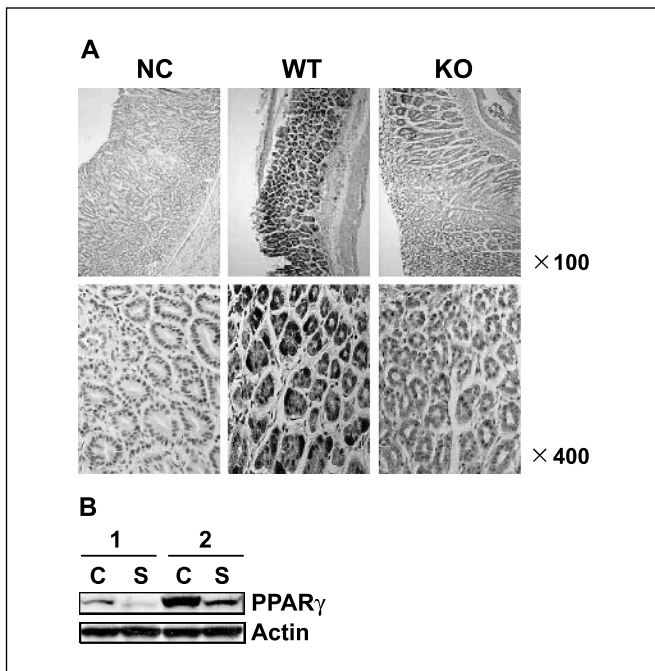 A
NC WT KO
×100
×400
B
1 2
C S C S
PPARγ
Actin